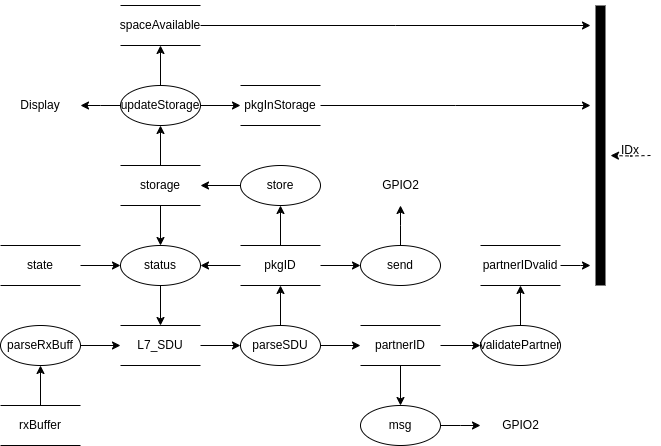 spaceAvailable
Display
updateStorage
pkgInStorage
IDx
storage
store
GPIO2
state
status
pkgID
send
partnerIDvalid
parseRxBuff
L7_SDU
parseSDU
partnerID
validatePartner
rxBuffer
msg
GPIO2